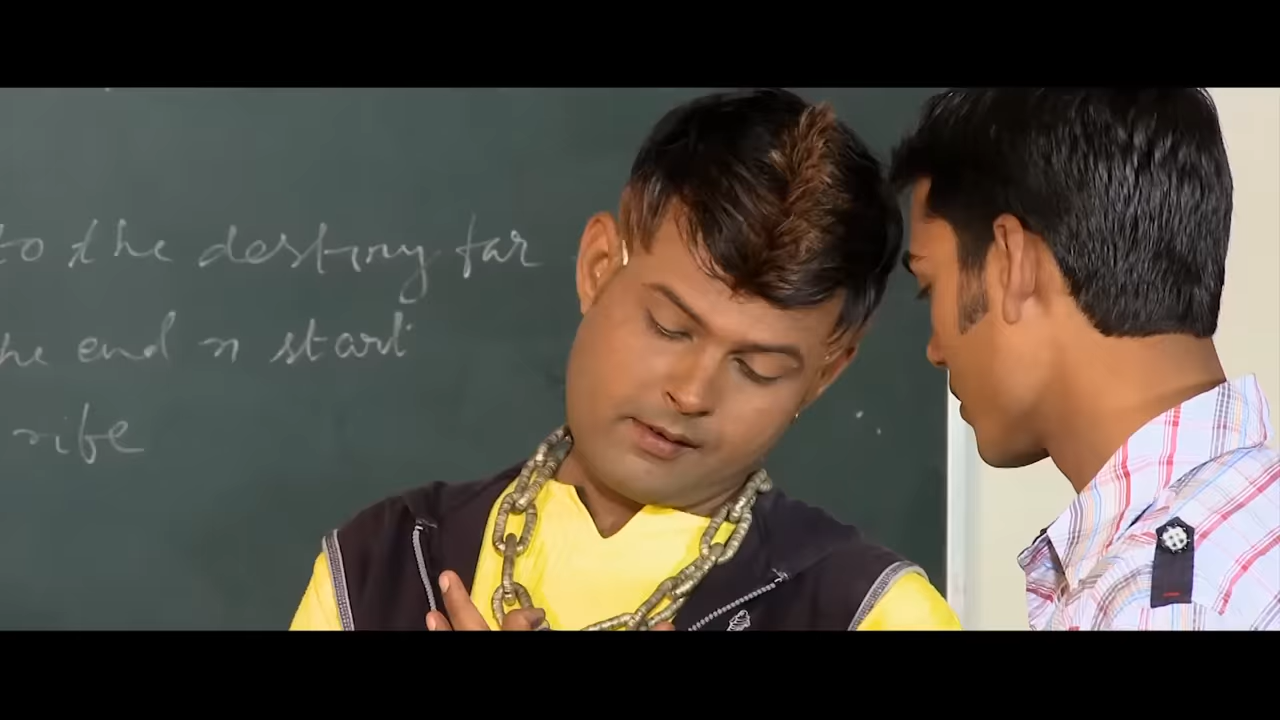 to the destiny far
the end n start
rife